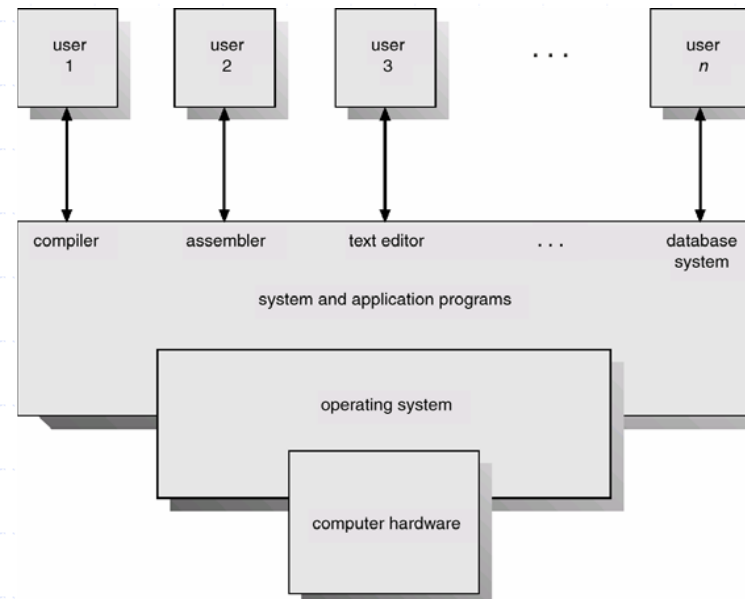 user
1
user
2
user
3
. . .
user
n
compiler
assembler
text editor
. . .
database
system
system and application programs
operating system
computer hardware